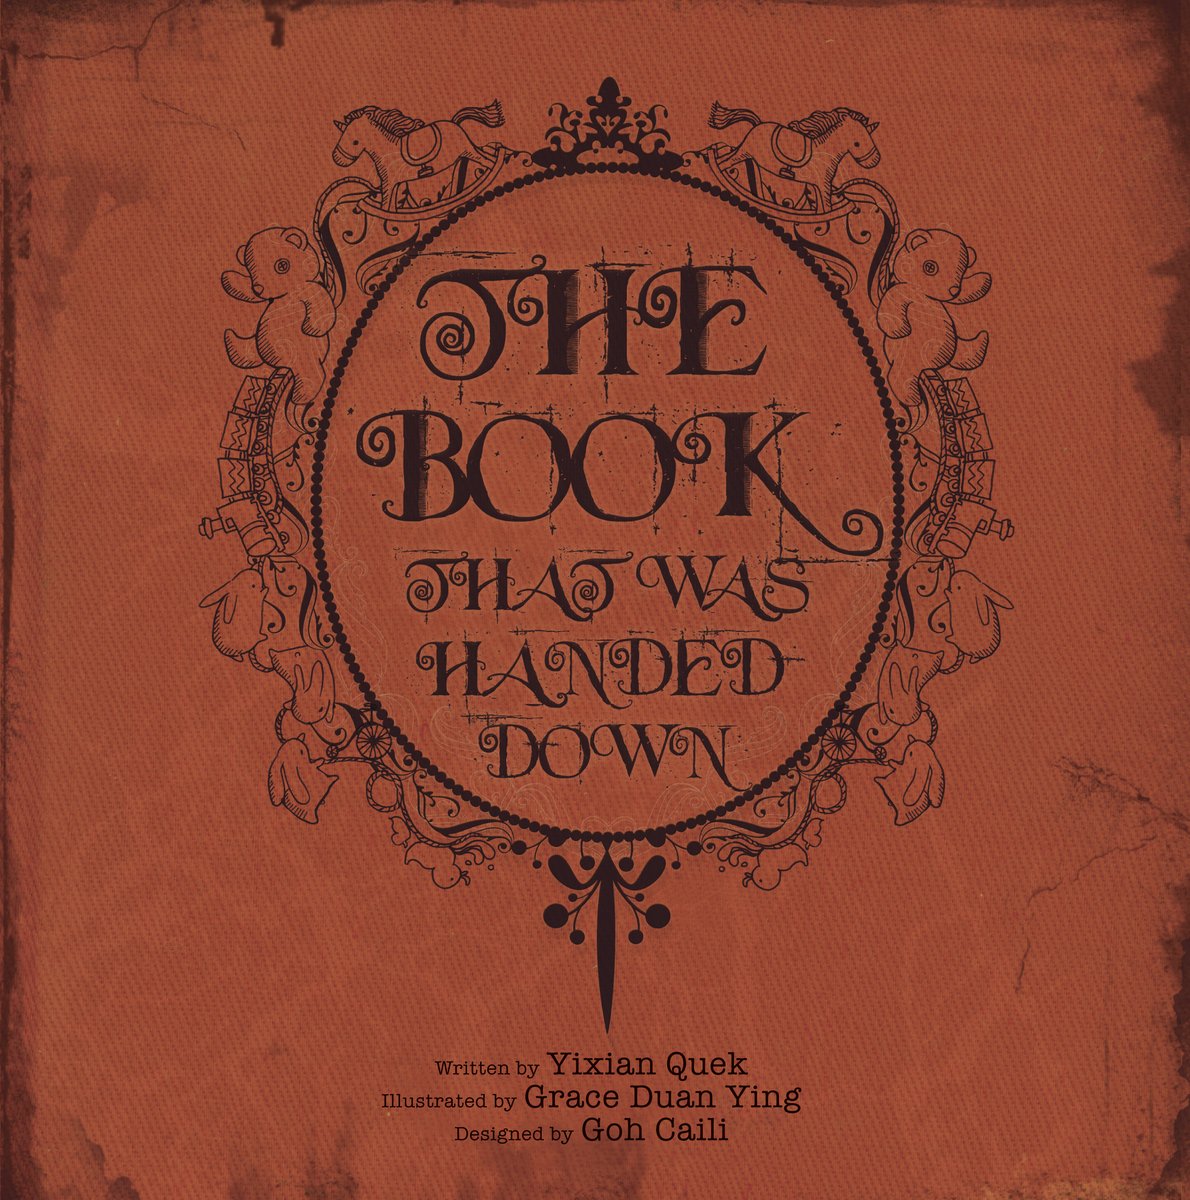 THE
BOOK
THAT WAS
HANDED
DOWN
Written by Yixian Quek
Illustrated by Grace Duan Ying
Designed by Goh Caili